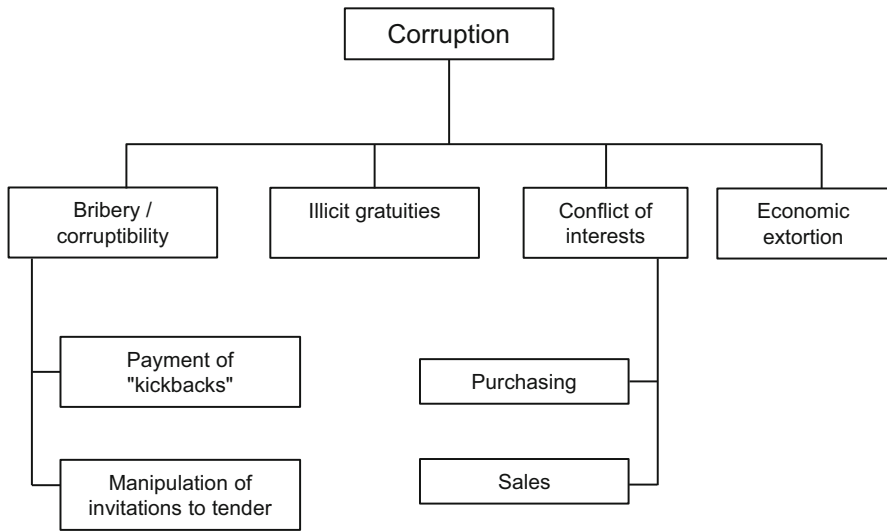 Corruption
Bribery /
corruptibility
Illicit gratuities
Conflict of
interests
Economic
extortion
Payment of
"kickbacks"
Purchasing
Manipulation of
invitations to tender
Sales